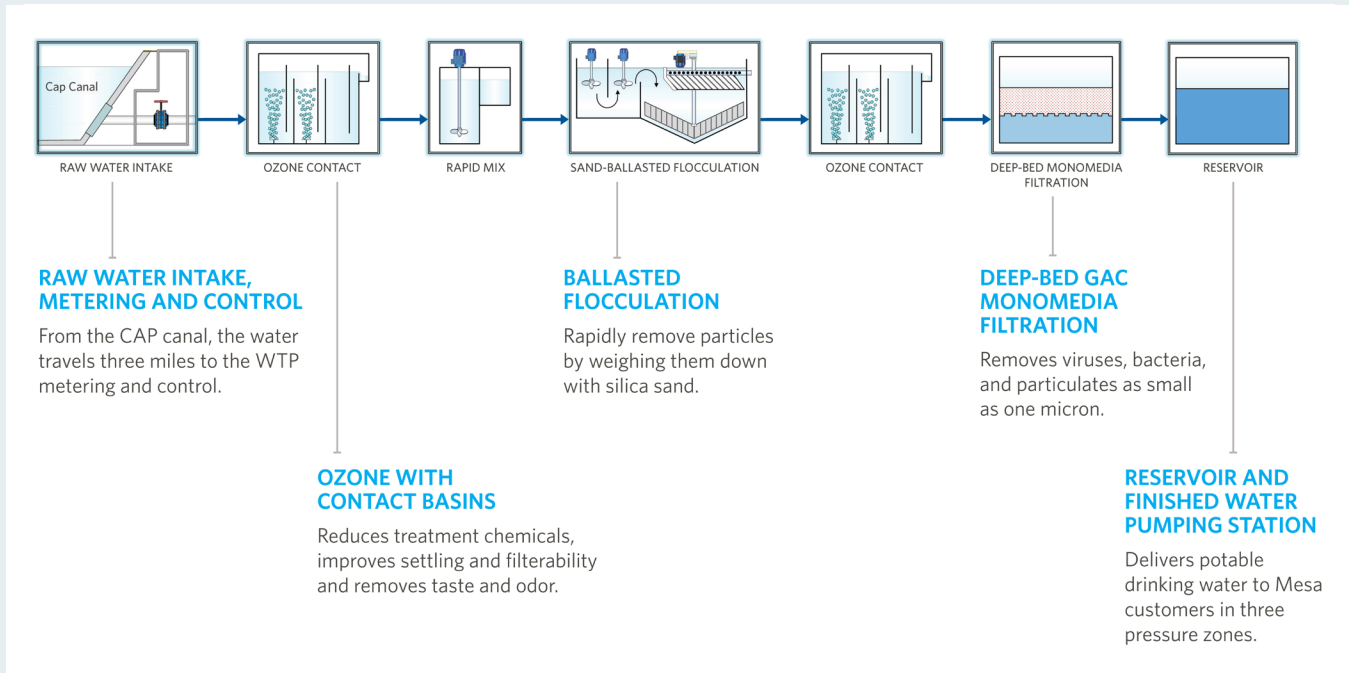 Cap Canal
RAW WATER INTAKE
OZONE CONTACT
RAPID MIX
SAND-BALLASTED FLOCCULATION
OZONE CONTACT
DEEP-BED MONOMEDIA
FILTRATION
RESERVOIR
RAW WATER INTAKE,
METERING AND CONTROL
From the CAP canal, the water
travels three miles to the WTP
metering and control.
OZONE WITH
CONTACT BASINS
Reduces treatment chemicals,
improves settling and filterability
and removes taste and odor.
BALLASTED
FLOCCULATION
Rapidly remove particles
by weighing them down
with silica sand.
DEEP-BED GAC
MONOMEDIA
FILTRATION
Removes viruses, bacteria,
and particulates as small
as one micron.
RESERVOIR AND
FINISHED WATER
PUMPING STATION
Delivers potable
drinking water to Mesa
customers in three
pressure zones.